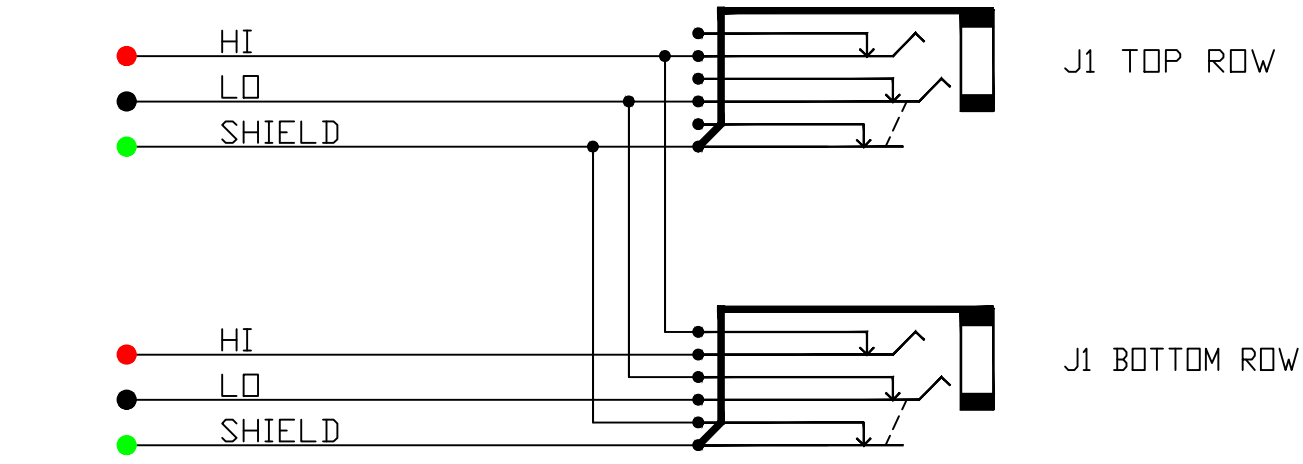 HI
LO
SHIELD
J1 TOP ROW
HI
LO
SHIELD
J1 BOTTOM ROW